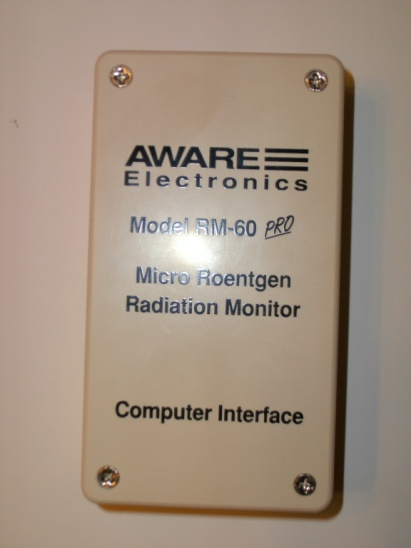 AWARE
Electronics
Model RM-60 PRO
Micro Roentgen
Radiation Monitor
Computer Interface